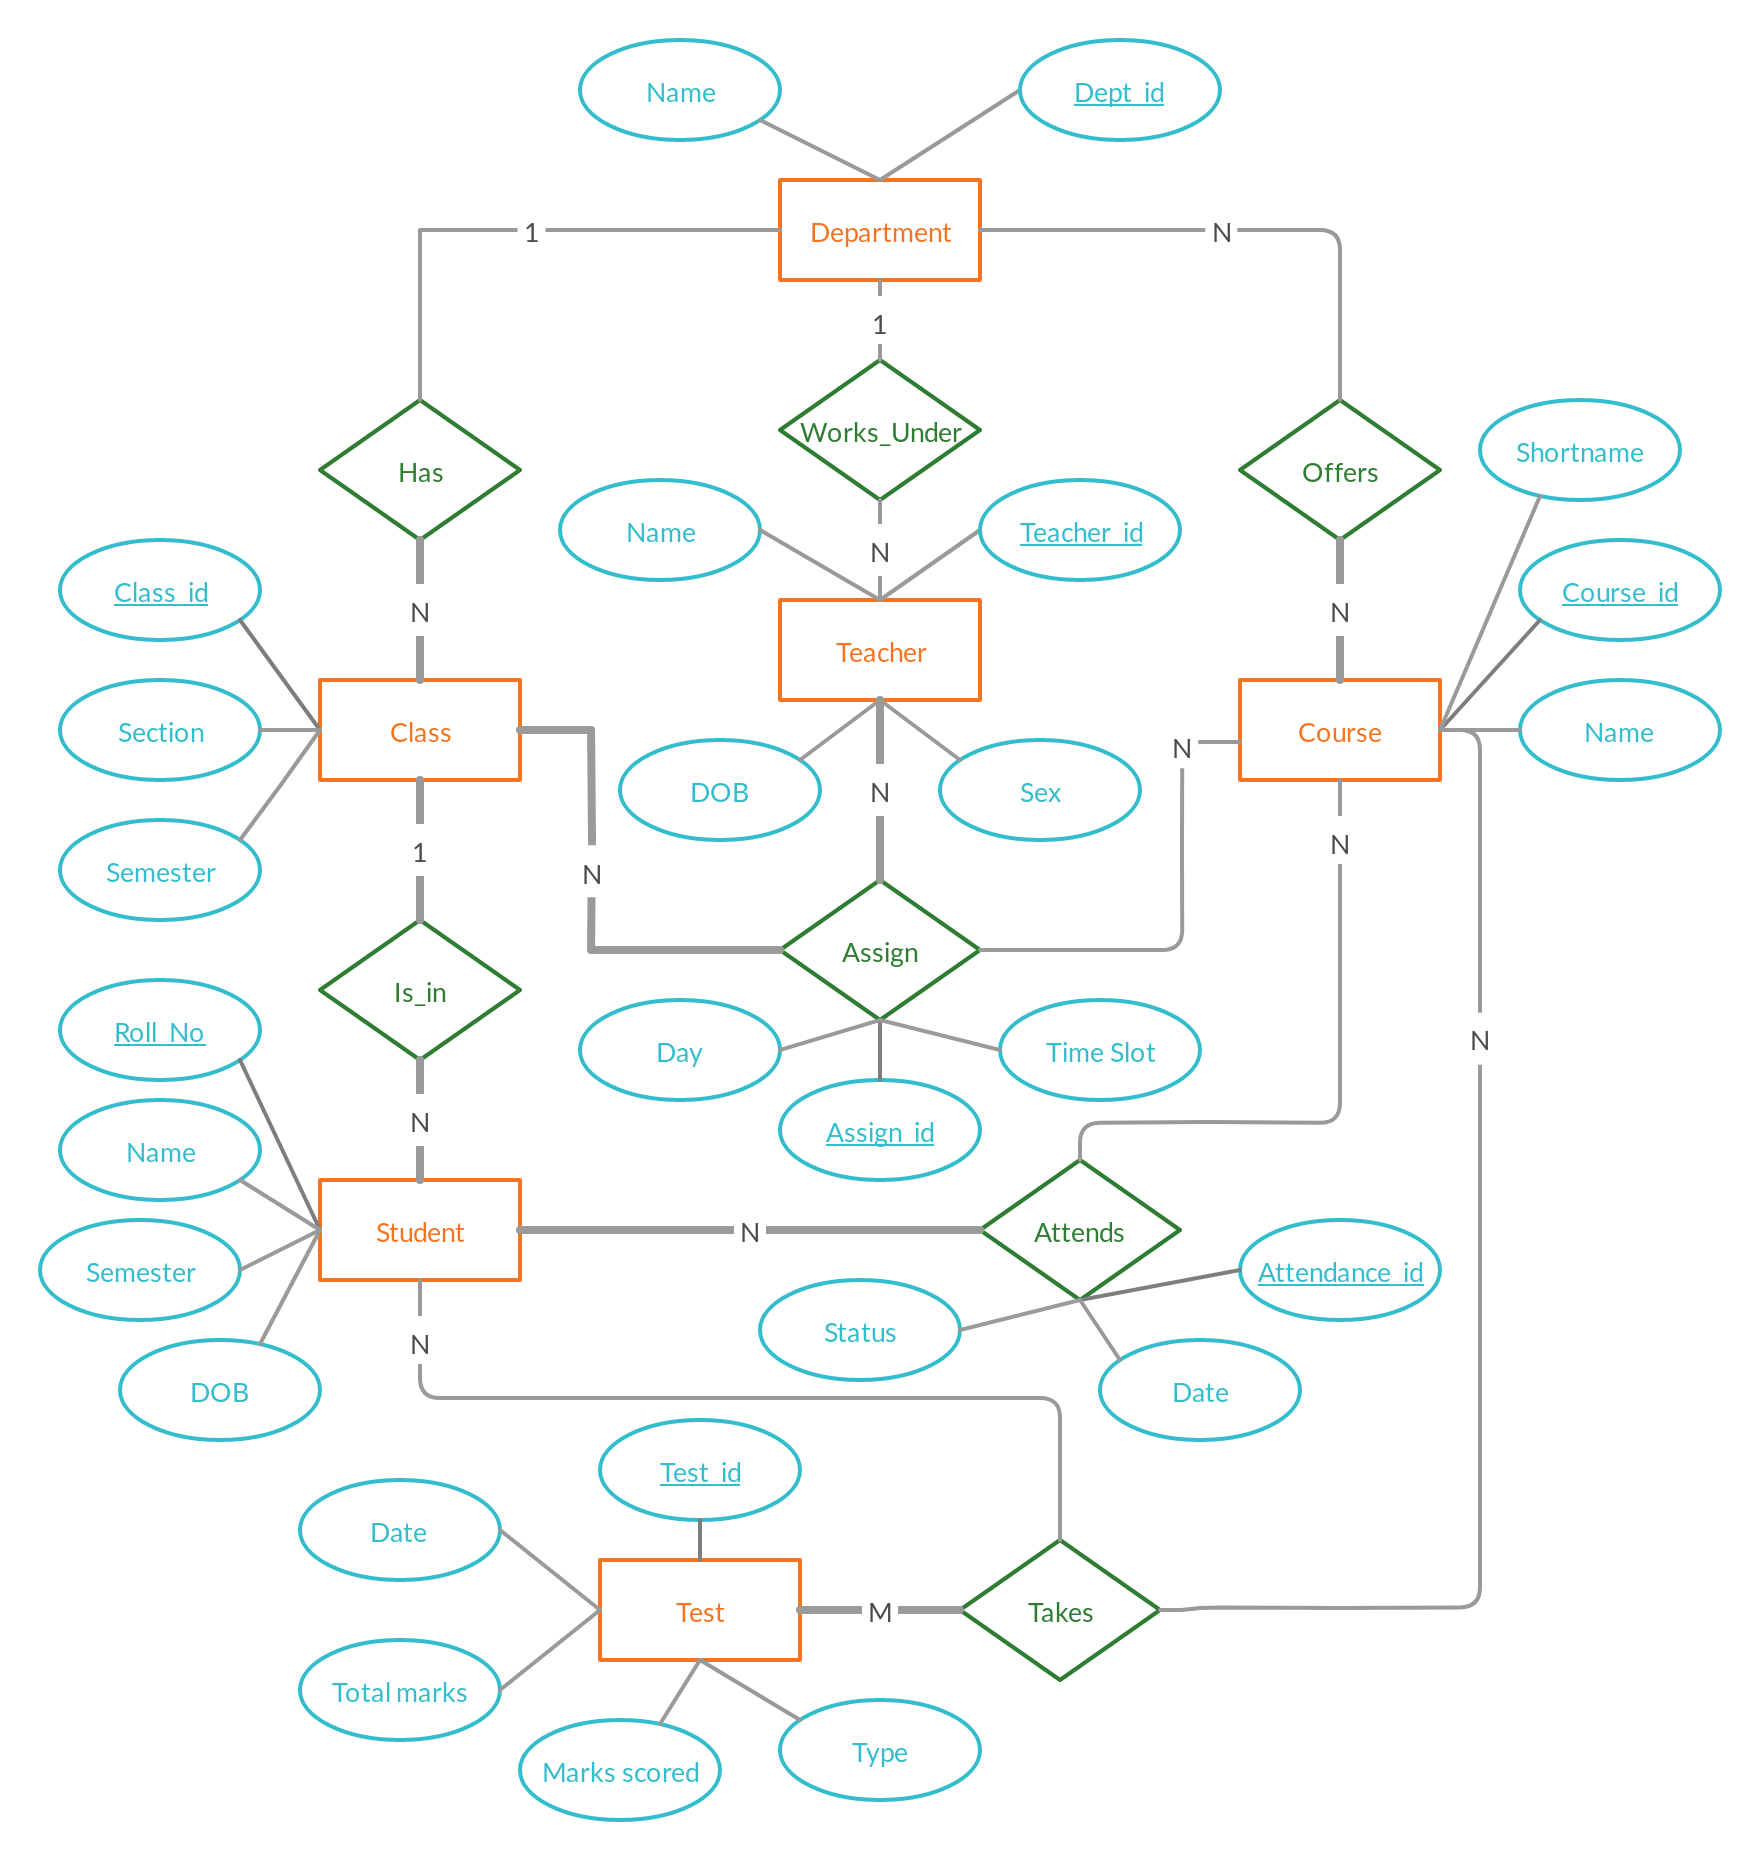 Name
Dept_id
Department
1
N
1
Works_Under
Has
Offers
Shortname
Name
Teacher_id
N
Class_id
N
N
Course_id
Teacher
Section
Class
Course
Name
N
DOB
N
Sex
Semester
1
N
N
Assign
Is_in
Roll_No
Day
Time Slot
N
N
Assign_id
Name
Student
N
Attends
Semester
Attendance_id
Status
N
DOB
Date
Test_id
Date
Test
M
Takes
Total marks
Marks scored
Type